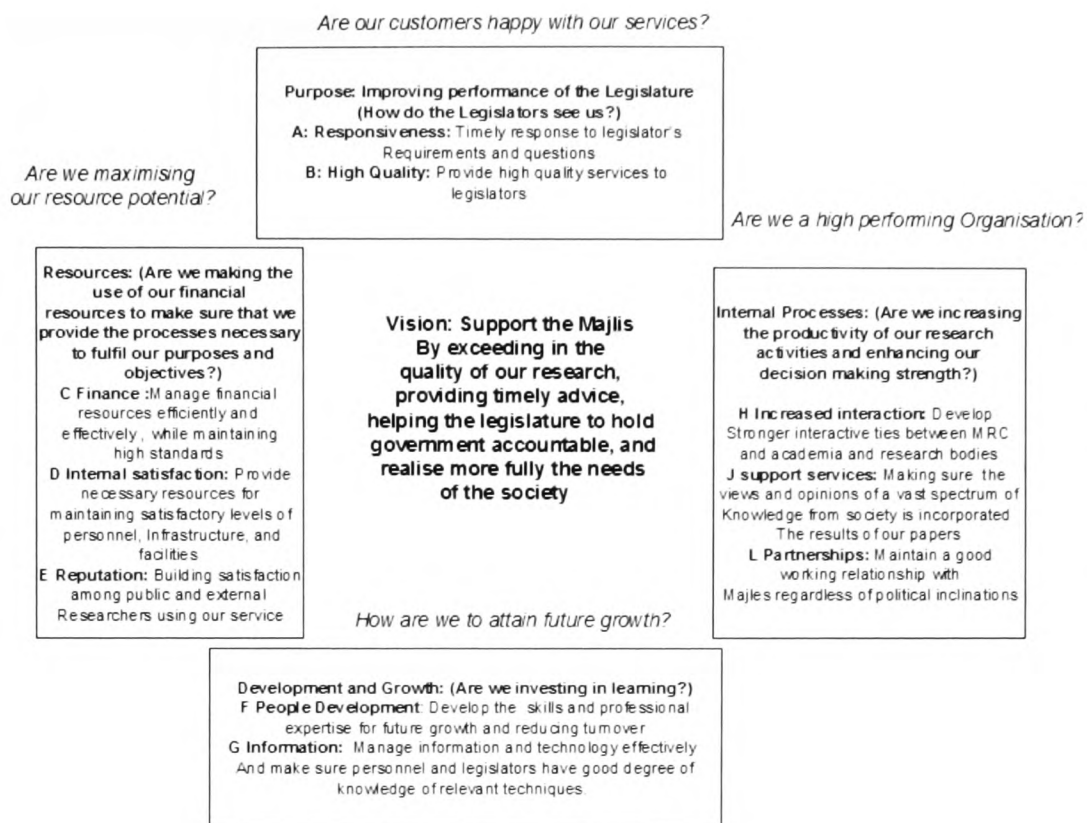 Are our customers happy with our services?
Purpose: Improving performance of the Legislature
(How do the Legislators see us?)
A: Responsiveness: Timely response to legislator's
Requirements and questions
B: High Quality: Provide high quality services to
legislators
Are we maximising
our resource potential?
Are we a high performing Organisation?
Resources: (Are we making the
use of our financial
resources to make sure that we
provide the processes necessary
to fulfil our purposes and
objectives?)
C Finance :Manage financial
resources efficiently and
effectively, while maintaining
high standards
D Internal satisfaction: Provide
necessary resources for
maintaining satisfactory levels of
personnel, Infrastructure, and
facilities
E Reputation: Building satisfaction
among public and external
Researchers using our service
Vision: Support the Majlis
By exceeding in the
quality of our research,
providing timely advice,
helping the legislature to hold
government accountable, and
realise more fully the needs
of the society
Internal Processes: (Are we increasing
the productivity of our research
activities and enhancing our
decision making strength?)
H Increased interaction: Develop
Stronger interactive ties between MRC
and academia and research bodies
J support services: Making sure the
views and opinions of a vast spectrum of
Knowledge from society is incorporated
The results of our papers
L Partnerships: Maintain a good
working relationship with
Majles regardless of political inclinations
How are we to attain future growth?
Development and Growth: (Are we investing in learning?)
F People Development: Develop the skills and professional
expertise for future growth and reducing turnover
G Information: Manage information and technology effectively
And make sure personnel and legislators have good degree of
knowledge of relevant techniques.